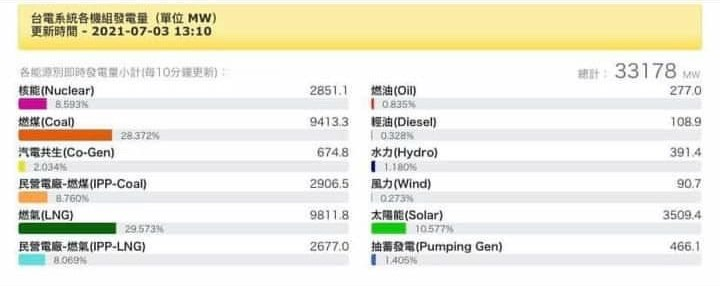 台電系統各機組發電量（單位 MW）
更新時間 - 2021-07-03 13:10
各能源別即時發電量小計(每10分鐘更新)：
總計： 33178 MW
核能(Nuclear) 2851.1
8.593%
燃油(Oil) 277.0
0.835%
燃煤(Coal) 9413.3
28.372%
輕油(Diesel) 108.9
0.328%
汽電共生(Co-Gen) 674.8
2.034%
水力(Hydro) 391.4
1.180%
民營電廠-燃煤(IPP-Coal) 2906.5
8.760%
風力(Wind) 90.7
0.273%
燃氣(LNG) 9811.8
29.573%
太陽能(Solar) 3509.4
10.577%
民營電廠-燃氣(IPP-LNG) 2677.0
8.069%
抽蓄發電(Pumping Gen) 466.1
1.405%